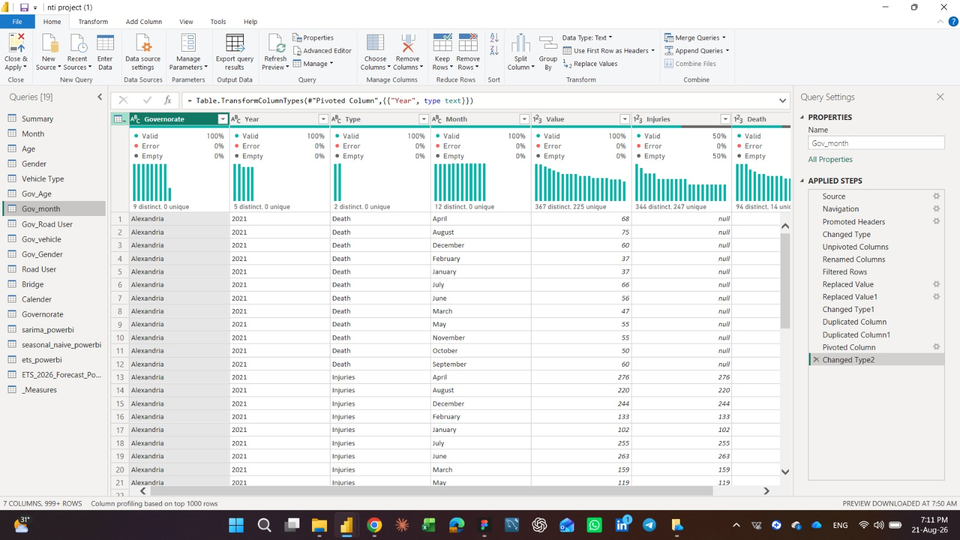 nti project (1)
File Home Transform Add Column View Tools Help
Close & Apply
New Source
Recent Sources
Enter Data
Data source settings
Manage Parameters
Export query results
Refresh Preview
Properties
Advanced Editor
Manage
Choose Columns
Remove Columns
Keep Rows
Remove Rows
Split Column
Group By
Data Type: Text
Use First Row as Headers
Replace Values
Merge Queries
Append Queries
Combine Files
Close New Query Data Sources Parameters Output Data Query Manage Columns Reduce Rows Sort Transform Combine
Queries [19]
Summary
Month
Age
Gender
Vehicle Type
Gov_Age
Gov_month
Gov_Road User
Gov_vehicle
Gov_Gender
Road User
Bridge
Calender
Governorate
sarima_powerbi
seasonal_naive_powerbi
ets_powerbi
ETS_2026_Forecast_Po...
_Measures
fx = Table.TransformColumnTypes(#"Pivoted Column",{{"Year", type text}})
Governorate Year Type Month Value Injuries Death
Valid 100% Valid 100% Valid 100% Valid 100% Valid 100% Valid 50% Valid
Error 0% Error 0% Error 0% Error 0% Error 0% Error 0% Error
Empty 0% Empty 0% Empty 0% Empty 0% Empty 0% Empty 50% Empty
9 distinct, 0 unique 5 distinct, 0 unique 2 distinct, 0 unique 12 distinct, 0 unique 367 distinct, 225 unique 344 distinct, 247 unique 94 distinct, 14 uni
1 Alexandria 2021 Death April 68 null
2 Alexandria 2021 Death August 75 null
3 Alexandria 2021 Death December 60 null
4 Alexandria 2021 Death February 37 null
5 Alexandria 2021 Death January 37 null
6 Alexandria 2021 Death July 66 null
7 Alexandria 2021 Death June 56 null
8 Alexandria 2021 Death March 47 null
9 Alexandria 2021 Death May 55 null
10 Alexandria 2021 Death November 55 null
11 Alexandria 2021 Death October 50 null
12 Alexandria 2021 Death September 60 null
13 Alexandria 2021 Injuries April 276 276
14 Alexandria 2021 Injuries August 220 220
15 Alexandria 2021 Injuries December 244 244
16 Alexandria 2021 Injuries February 133 133
17 Alexandria 2021 Injuries January 102 102
18 Alexandria 2021 Injuries July 255 255
19 Alexandria 2021 Injuries June 263 263
20 Alexandria 2021 Injuries March 159 159
21 Alexandria 2021 Injuries May 119 119
Query Settings
PROPERTIES
Name
Gov_month
All Properties
APPLIED STEPS
Source
Navigation
Promoted Headers
Changed Type
Unpivoted Columns
Renamed Columns
Filtered Rows
Replaced Value
Replaced Value1
Changed Type1
Duplicated Column
Duplicated Column1
Pivoted Column
Changed Type2
7 COLUMNS, 999+ ROWS Column profiling based on top 1000 rows PREVIEW DOWNLOADED AT 7:50 AM
31° ENG 7:11 PM
21-Aug-26